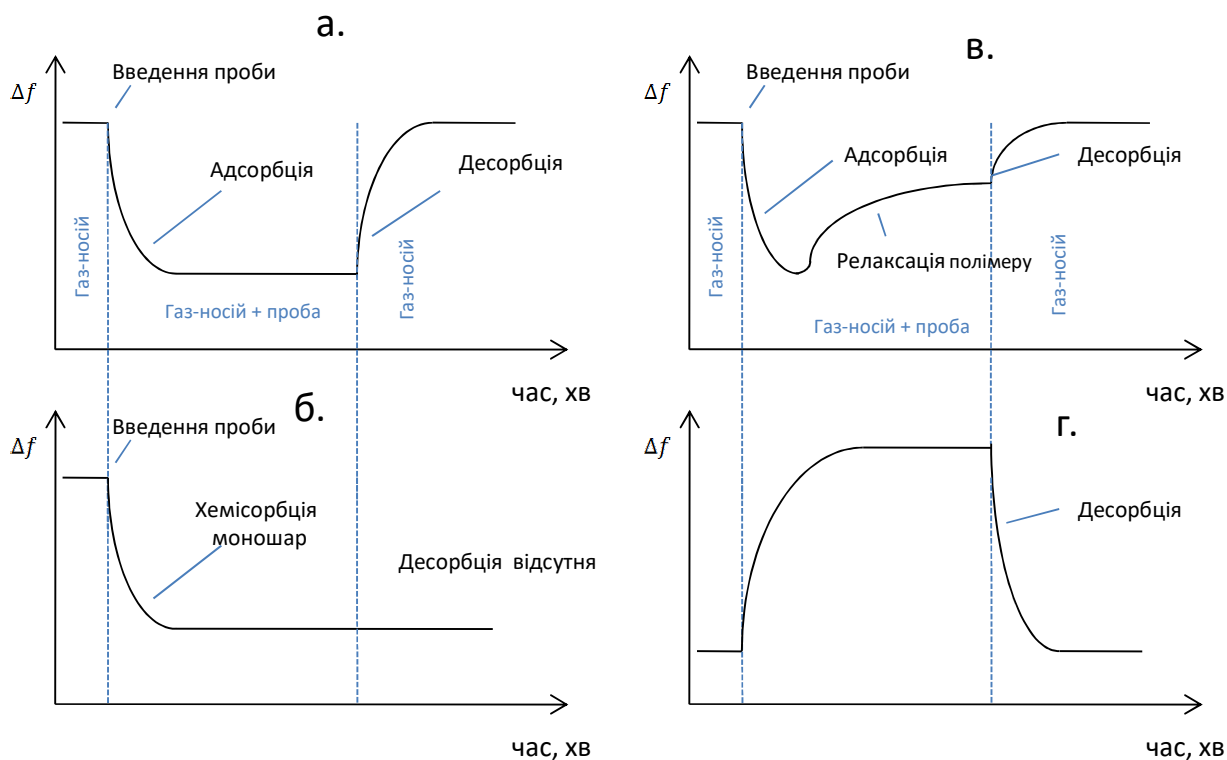 а.
Введення проби
Δf
Адсорбція
Десорбція
Газ-носій
Газ-носій + проба
Газ-носій
час, хв
в.
Введення проби
Δf
Адсорбція
Десорбція
Газ-носій
Релаксація полімеру
Газ-носій + проба
Газ-носій
час, хв
б.
Введення проби
Δf
Хемісорбція
моношар
Десорбція відсутня
час, хв
г.
Δf
Десорбція
час, хв